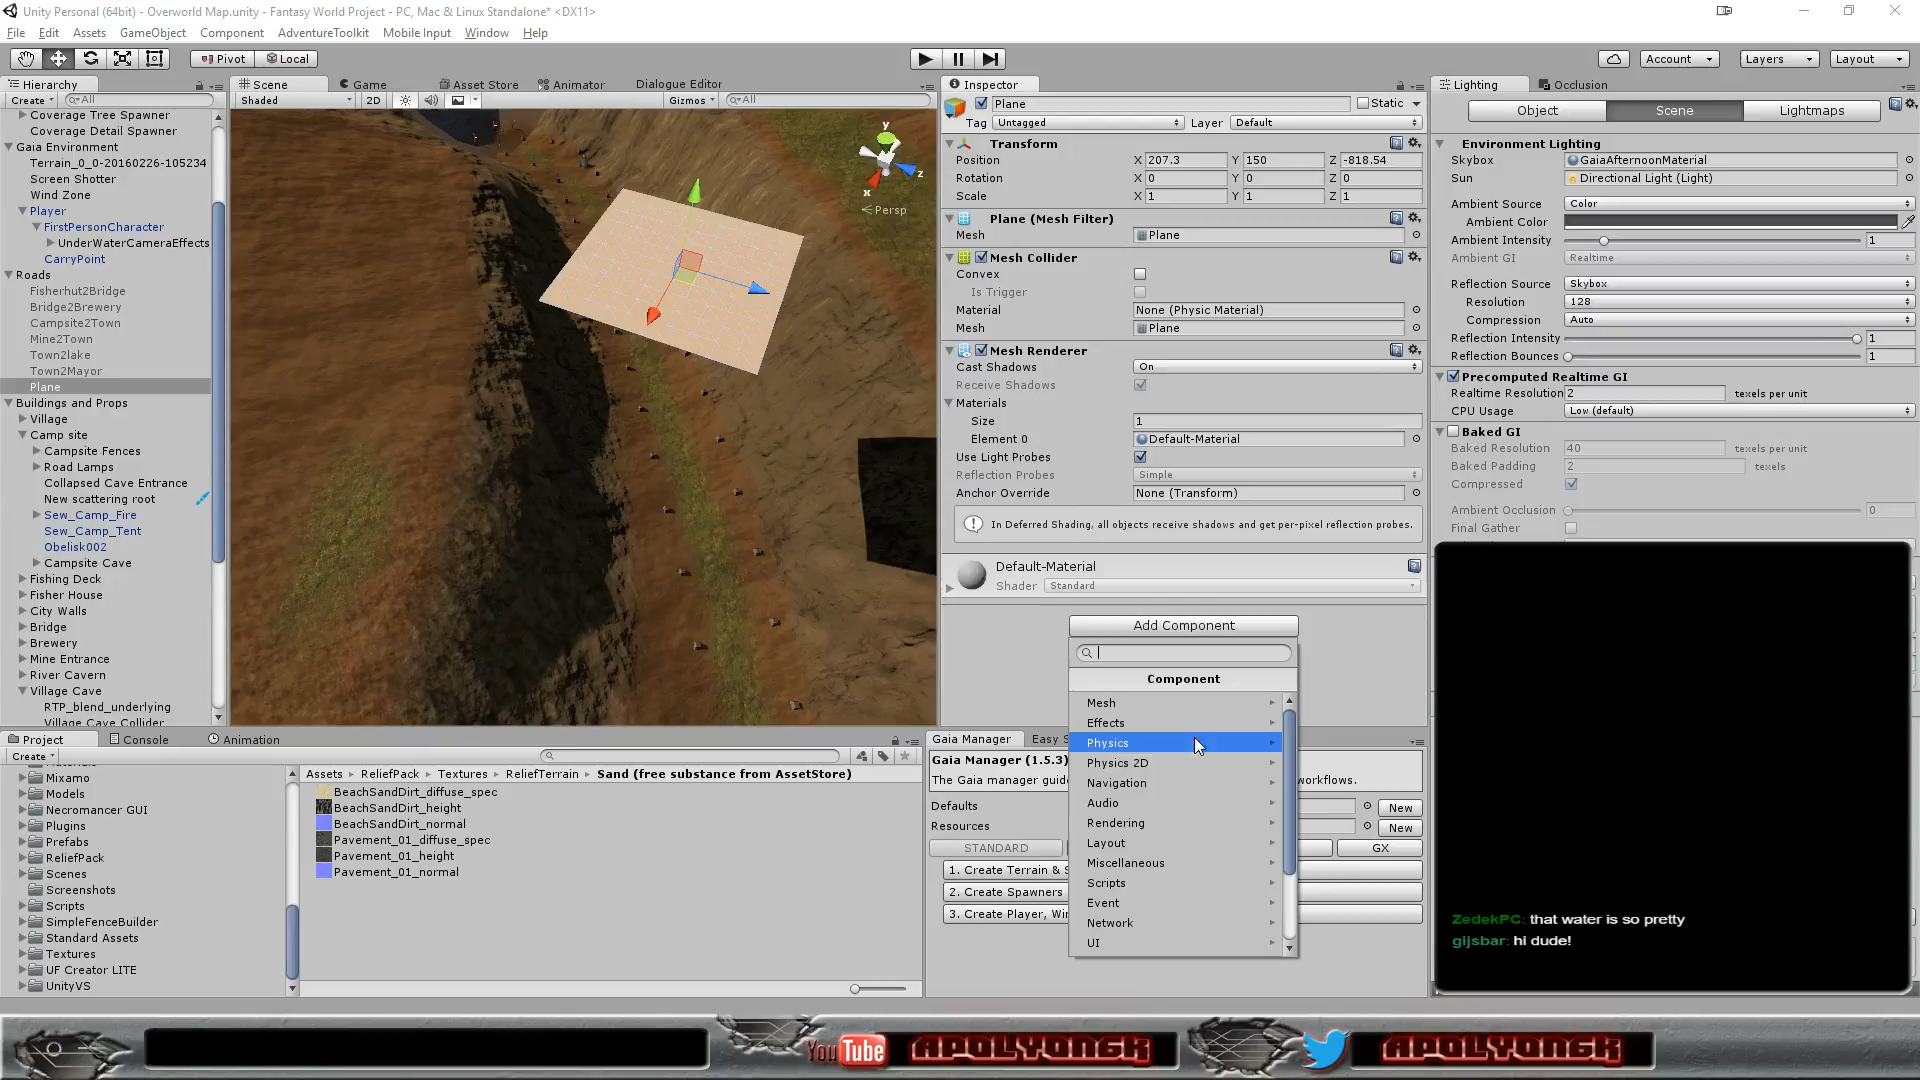 Unity Personal (64bit) - Overworld Map.unity - Fantasy World Project - PC, Mac & Linux Standalone* <DX11>
File Edit Assets GameObject Component AdventureToolkit Mobile Input Window Help
Pivot Local Account Layers Layout
Hierarchy
Create All
Coverage Tree Spawner
Coverage Detail Spawner
Gaia Environment
Terrain_0_0-20160226-105234
Screen Shotter
Wind Zone
Player
FirstPersonCharacter
UnderWaterCameraEffects
CarryPoint
Roads
Fisherhut2Bridge
Bridge2Brewery
Campsite2Town
Mine2Town
Town2lake
Town2Mayor
Plane
Buildings and Props
Village
Camp site
Campsite Fences
Road Lamps
Collapsed Cave Entrance
New scattering root
Sew_Camp_Fire
Sew_Camp_Tent
Obelisk002
Campsite Cave
Fishing Deck
Fisher House
City Walls
Bridge
Brewery
Mine Entrance
River Cavern
Village Cave
RTP_blend_underlying
Village Cave Collider
Scene Game Asset Store Animator Dialogue Editor
Shaded 2D Gizmos All
y
z
x
Persp
Inspector
Plane Static
Tag Untagged Layer Default
Transform
Position X 207.3 Y 150 Z -818.54
Rotation X 0 Y 0 Z 0
Scale X 1 Y 1 Z 1
Plane (Mesh Filter)
Mesh Plane
Mesh Collider
Convex
Is Trigger
Material None (Physic Material)
Mesh Plane
Mesh Renderer
Cast Shadows On
Receive Shadows
Materials
Size 1
Element 0 Default-Material
Use Light Probes
Reflection Probes Simple
Anchor Override None (Transform)
In Deferred Shading, all objects receive shadows and get per-pixel reflection probes.
Default-Material
Shader Standard
Add Component
Component
Mesh
Effects
Physics
Physics 2D
Navigation
Audio
Rendering
Layout
Miscellaneous
Scripts
Event
Network
UI
Lighting Occlusion
Object Scene Lightmaps
Environment Lighting
Skybox GaiaAfternoonMaterial
Sun Directional Light (Light)
Ambient Source Color
Ambient Color
Ambient Intensity 1
Ambient GI Realtime
Reflection Source Skybox
Resolution 128
Compression Auto
Reflection Intensity 1
Reflection Bounces 1
Precomputed Realtime GI
Realtime Resolution 2 texels per unit
CPU Usage Low (default)
Baked GI
Baked Resolution 40 texels per unit
Baked Padding 2 texels
Compressed
Ambient Occlusion 0
Final Gather
ZedekPC: that water is so pretty
gijsbar: hi dude!
Project Console Animation
Create
Mixamo
Models
Necromancer GUI
Plugins
Prefabs
ReliefPack
Scenes
Screenshots
Scripts
SimpleFenceBuilder
Standard Assets
Textures
UF Creator LITE
UnityVS
Assets ReliefPack Textures ReliefTerrain Sand (free substance from AssetStore)
BeachSandDirt_diffuse_spec
BeachSandDirt_height
BeachSandDirt_normal
Pavement_01_diffuse_spec
Pavement_01_height
Pavement_01_normal
Gaia Manager Easy S
Gaia Manager (1.5.3)
The Gaia manager guid workflows.
Defaults New
Resources New
STANDARD GX
1. Create Terrain & S
2. Create Spawners
3. Create Player, Wi
YouTube APOLYONGK APOLYONGK